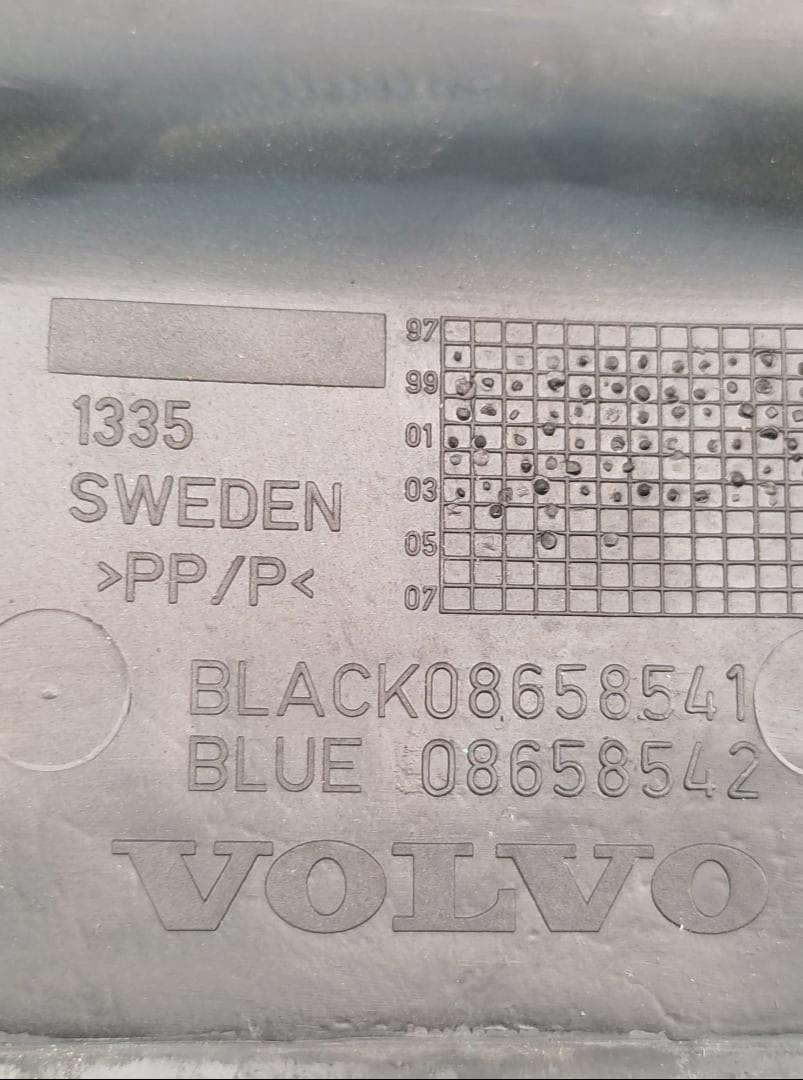 1335
SWEDEN
>PP/P<
97
99
01
03
05
07
BLACK08658541
BLUE 08658542
VOLVO